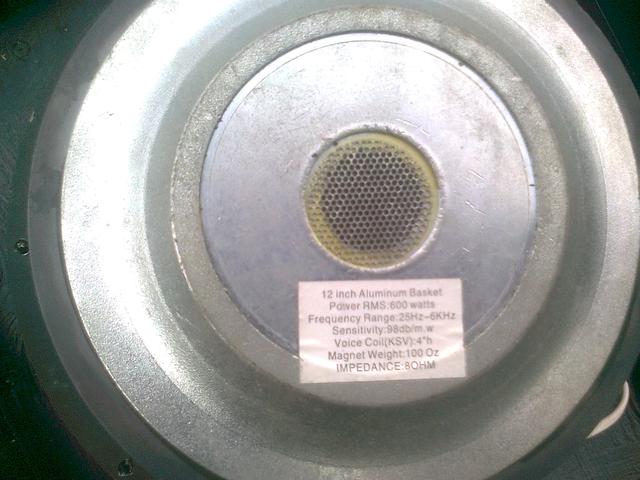 12 inch Aluminum Basket
Power RMS:600 watts
Frequency Range:25Hz~6KHz
Sensitivity:98db/m.w
Voice Coil(KSV):4"h
Magnet Weight:100 Oz
IMPEDANCE:8OHM